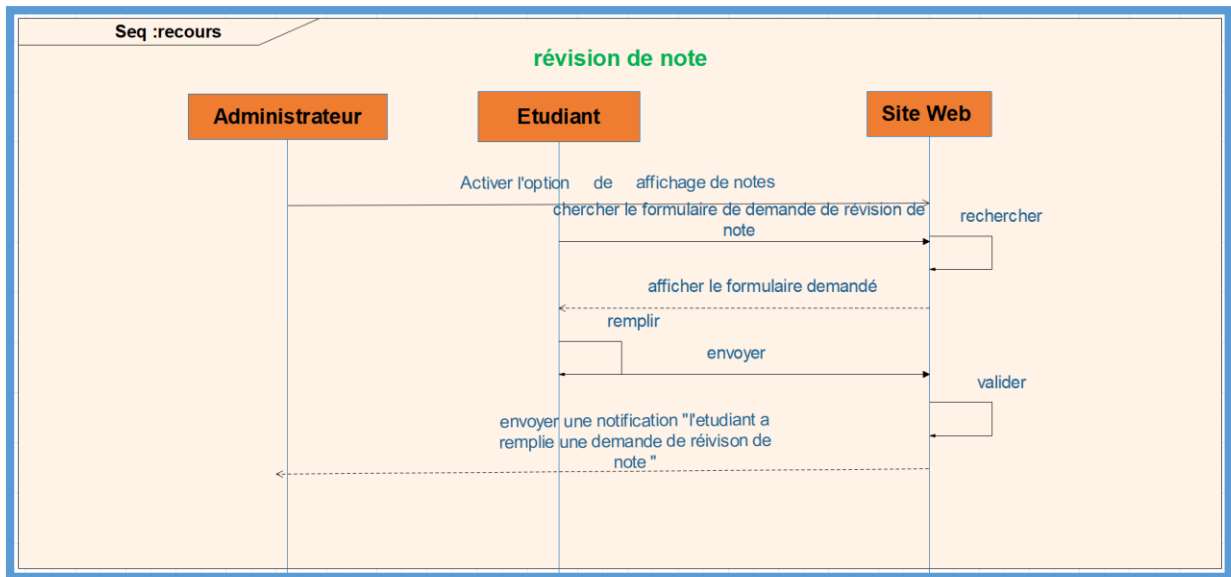 Seq :recours
révision de note
Administrateur
Etudiant
Site Web
Activer l'option de affichage de notes
chercher le formulaire de demande de révision de
note
rechercher
afficher le formulaire demandé
remplir
envoyer
valider
envoyer une notification "l'etudiant a
remplie une demande de réivison de
note "